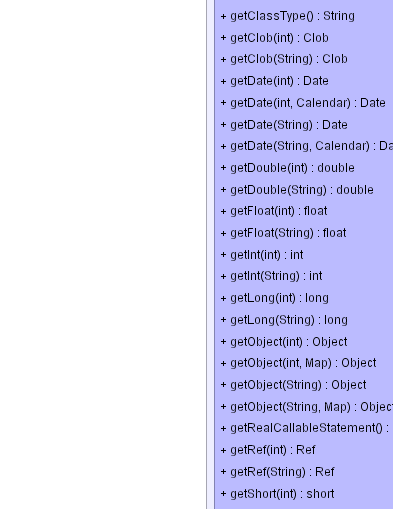 + getClassType() : String
+ getClob(int) : Clob
+ getClob(String) : Clob
+ getDate(int) : Date
+ getDate(int, Calendar) : Date
+ getDate(String) : Date
+ getDate(String, Calendar) : Da
+ getDouble(int) : double
+ getDouble(String) : double
+ getFloat(int) : float
+ getFloat(String) : float
+ getInt(int) : int
+ getInt(String) : int
+ getLong(int) : long
+ getLong(String) : long
+ getObject(int) : Object
+ getObject(int, Map) : Object
+ getObject(String) : Object
+ getObject(String, Map) : Object
+ getRealCallableStatement() :
+ getRef(int) : Ref
+ getRef(String) : Ref
+ getShort(int) : short